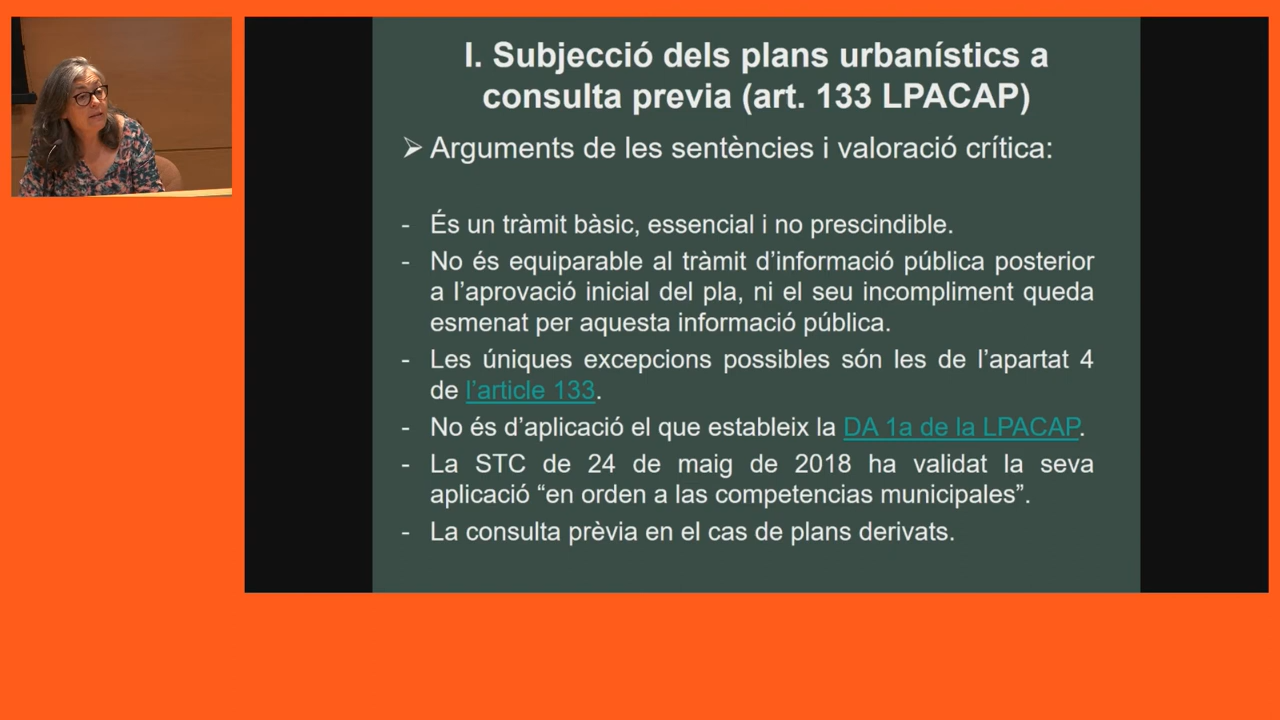 I. Subjecció dels plans urbanístics a
consulta previa (art. 133 LPACAP)
➢ Arguments de les sentències i valoració crítica:
- És un tràmit bàsic, essencial i no prescindible.
- No és equiparable al tràmit d’informació pública posterior
a l’aprovació inicial del pla, ni el seu incompliment queda
esmenat per aquesta informació pública.
- Les úniques excepcions possibles són les de l’apartat 4
de l’article 133.
- No és d’aplicació el que estableix la DA 1a de la LPACAP.
- La STC de 24 de maig de 2018 ha validat la seva
aplicació “en orden a las competencias municipales”.
- La consulta prèvia en el cas de plans derivats.